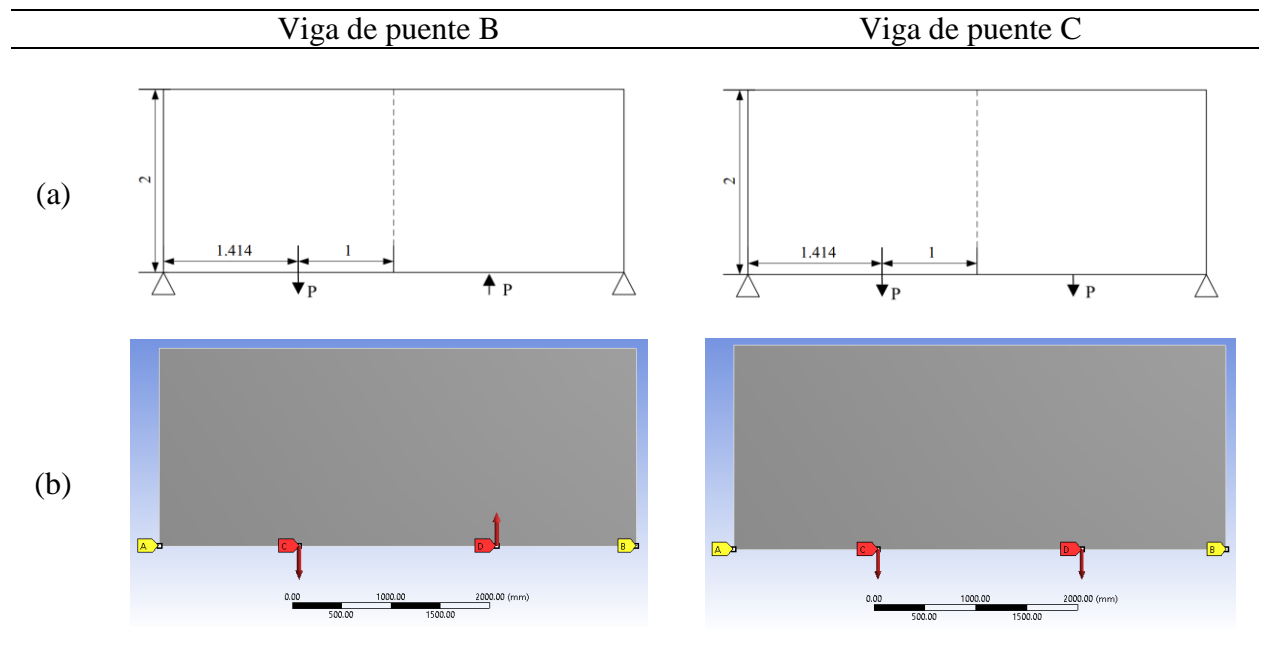 Viga de puente B Viga de puente C
(a)
2
1.414 1
P P
2
1.414 1
P P
(b)
A C D B
0.00 1000.00 2000.00 (mm)
500.00 1500.00
A C D B
0.00 1000.00 2000.00 (mm)
500.00 1500.00